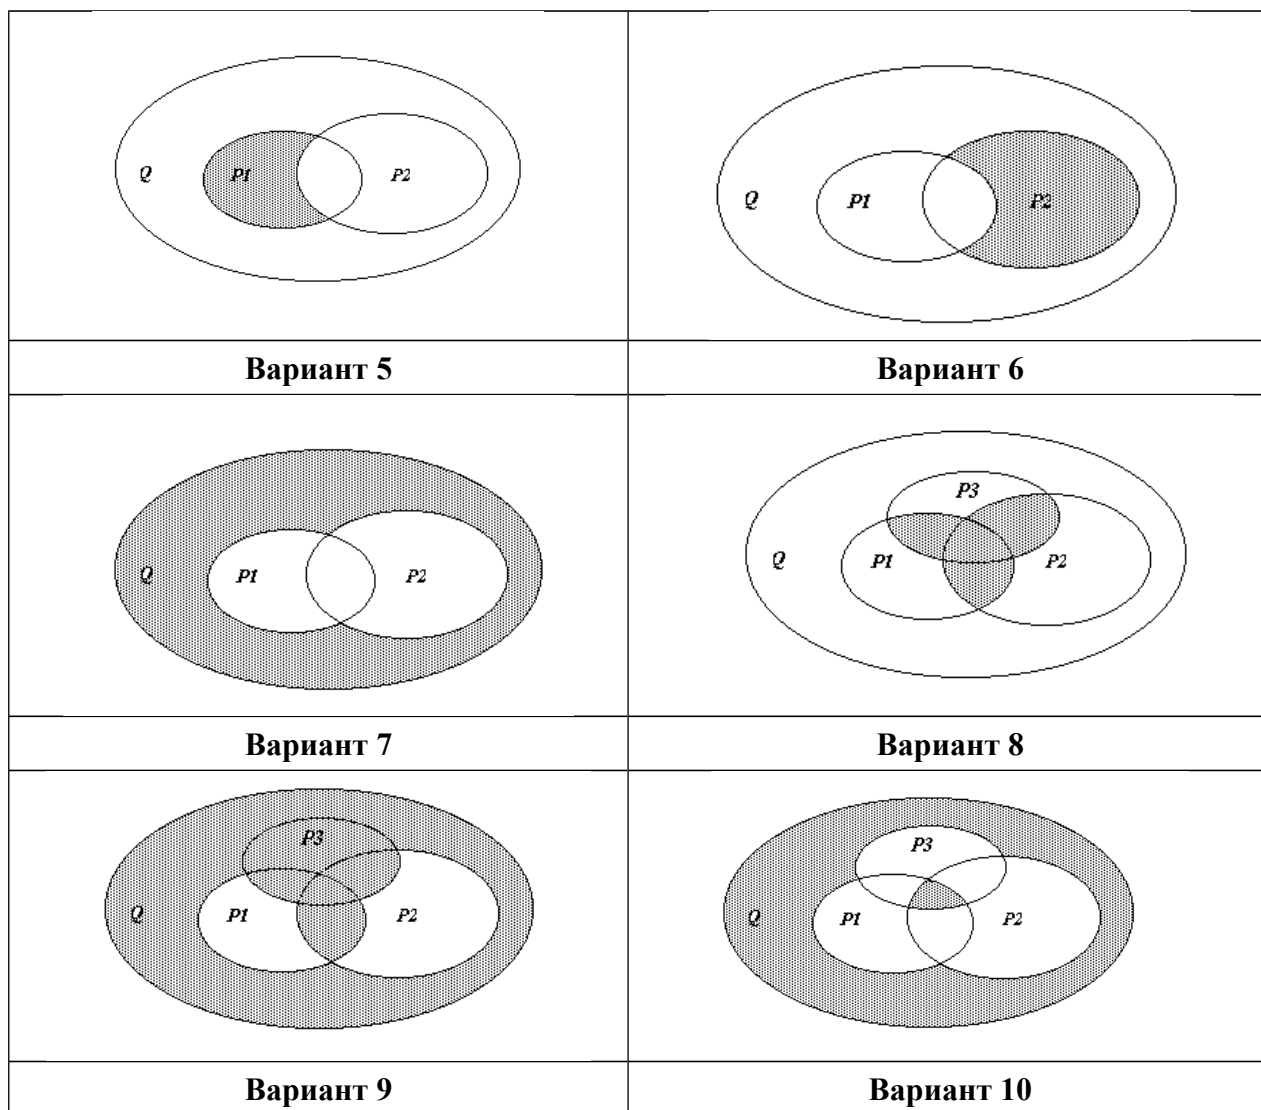 Q P1 P2
Q P1 P2
Вариант 5 Вариант 6
Q P1 P2
P3
Q P1 P2
Вариант 7 Вариант 8
P3
Q P1 P2
P3
Q P1 P2
Вариант 9 Вариант 10